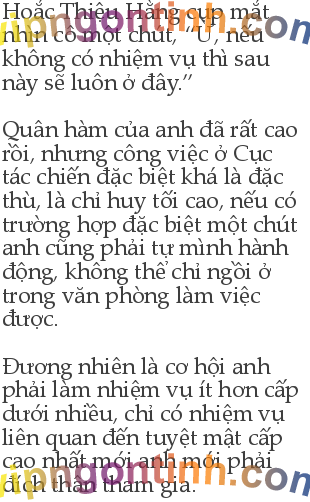 Hoắc Thiệu Hằng cụp mắt
nhìn cô một chút, “Ừ, nếu
không có nhiệm vụ thì sau
này sẽ luôn ở đây.”
Quân hàm của anh đã rất cao
rồi, nhưng công việc ở Cục
tác chiến đặc biệt khá là đặc
thù, là chỉ huy tối cao, nếu có
trường hợp đặc biệt một chút
anh cũng phải tự mình hành
động, không thể chỉ ngồi ở
trong văn phòng làm việc
được.
Đương nhiên là cơ hội anh
phải làm nhiệm vụ ít hơn cấp
dưới nhiều, chỉ có nhiệm vụ
liên quan đến tuyệt mật cấp
cao nhất mới anh mới phải
đích thân tham gia.
vipngontinh.com